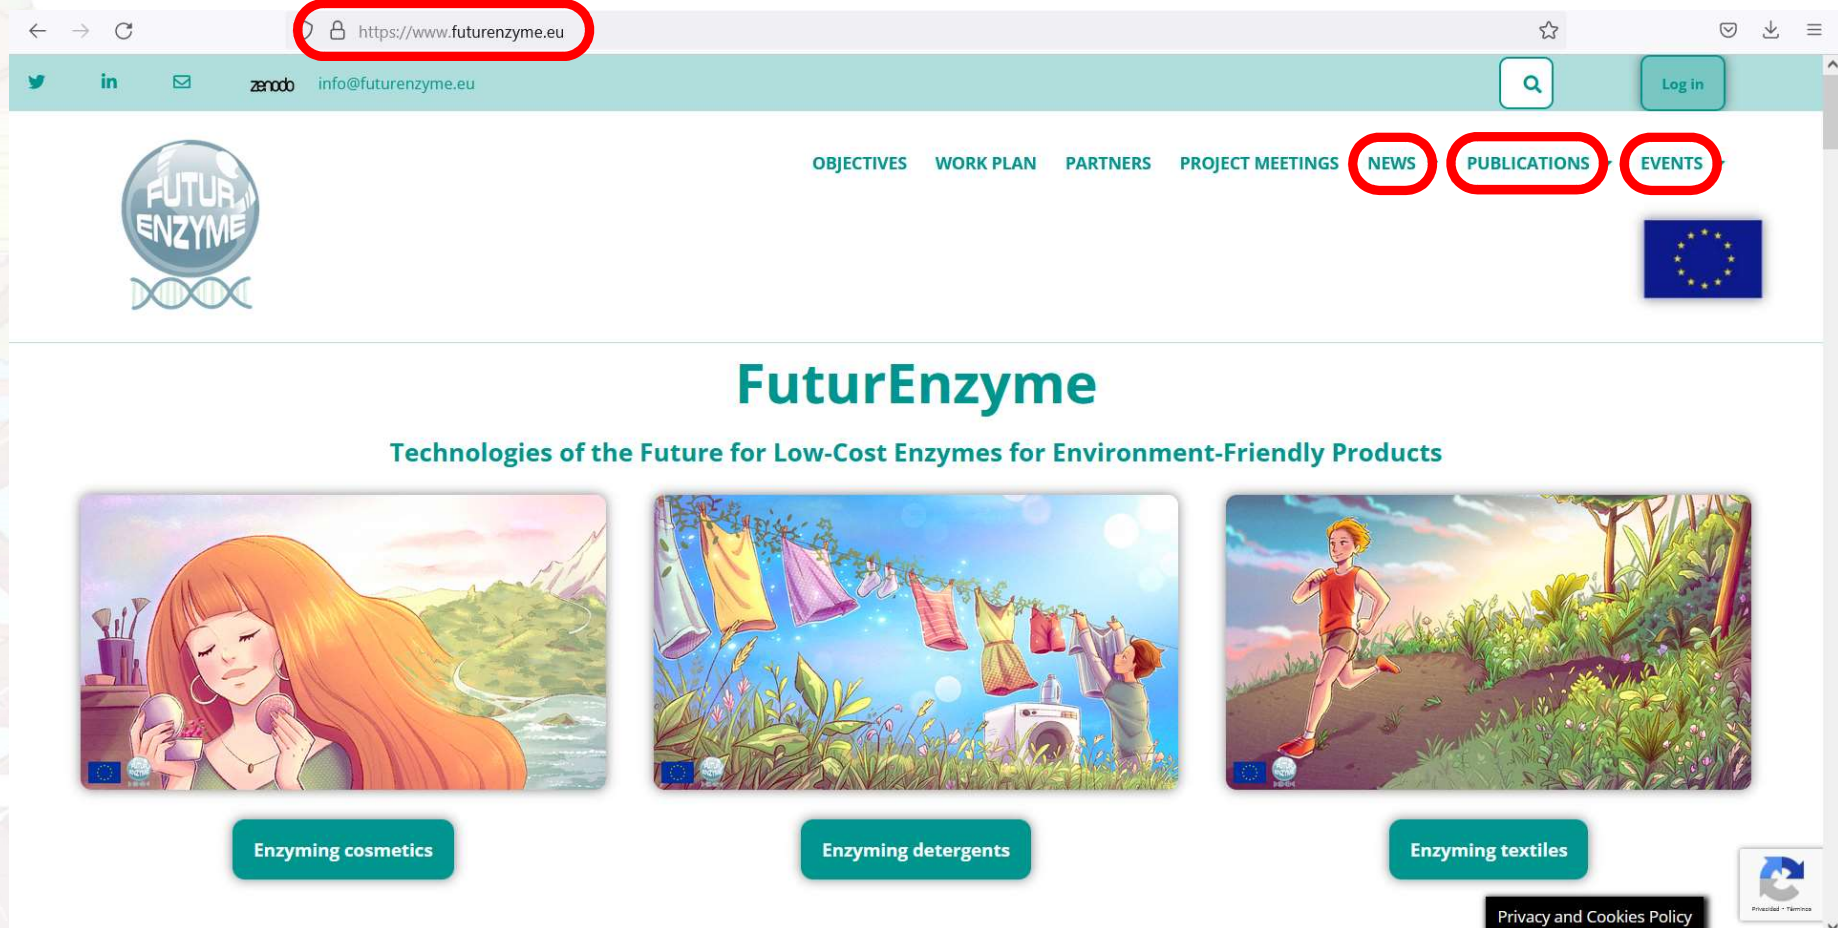 https://www.futurenzyme.eu
zenodo info@futurenzyme.eu
Log in
FUTUR
ENZYME
OBJECTIVES WORK PLAN PARTNERS PROJECT MEETINGS NEWS PUBLICATIONS EVENTS
FuturEnzyme
Technologies of the Future for Low-Cost Enzymes for Environment-Friendly Products
Enzyming cosmetics
Enzyming detergents
Enzyming textiles
Privacidad - Términos
Privacy and Cookies Policy